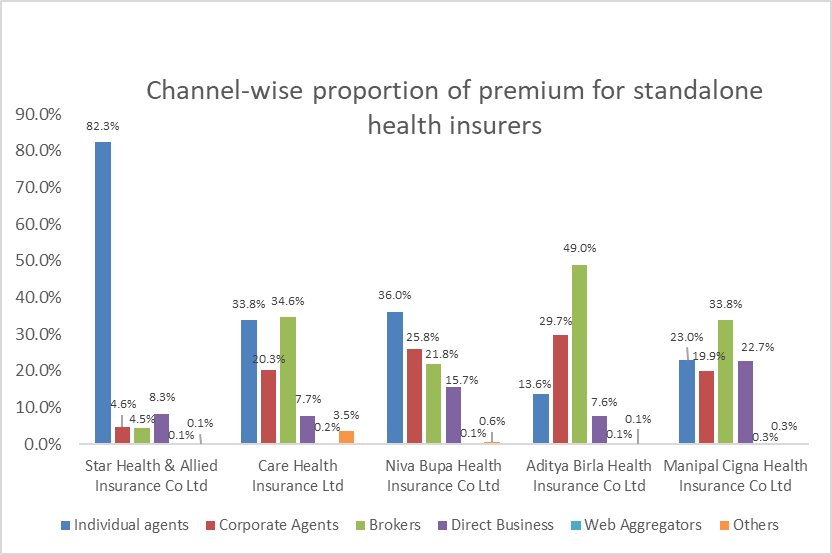 Channel-wise proportion of premium for standalone
health insurers
90.0%
80.0%
70.0%
60.0%
50.0%
40.0%
30.0%
20.0%
10.0%
0.0%
82.3%
4.6%
4.5%
8.3%
0.1%
0.1%
33.8%
20.3%
34.6%
7.7%
0.2%
3.5%
36.0%
25.8%
21.8%
15.7%
0.1%
0.6%
13.6%
29.7%
49.0%
7.6%
0.1%
0.1%
23.0%
19.9%
33.8%
22.7%
0.3%
0.3%
Star Health & Allied
Insurance Co Ltd
Care Health
Insurance Ltd
Niva Bupa Health
Insurance Co Ltd
Aditya Birla Health
Insurance Co Ltd
Manipal Cigna Health
Insurance Co Ltd
Individual agents
Corporate Agents
Brokers
Direct Business
Web Aggregators
Others